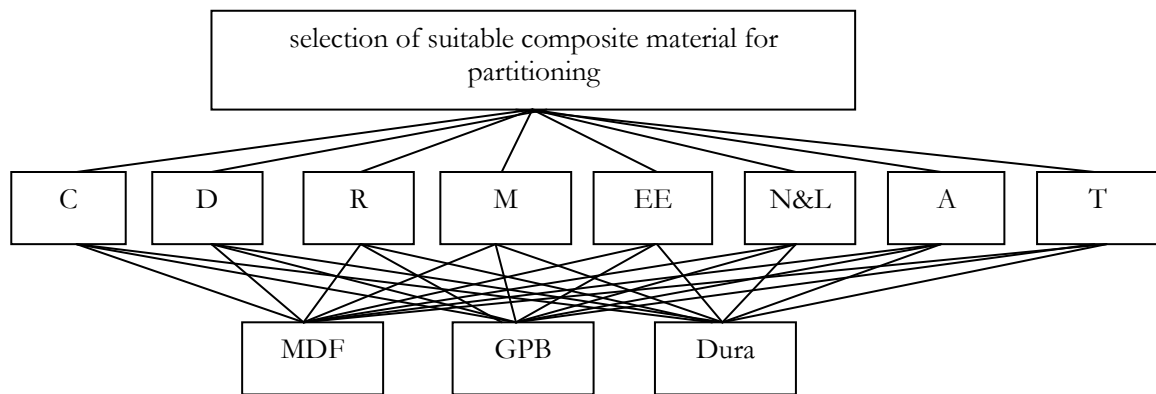 selection of suitable composite material for
partitioning
C D R M EE N&L A T
MDF GPB Dura